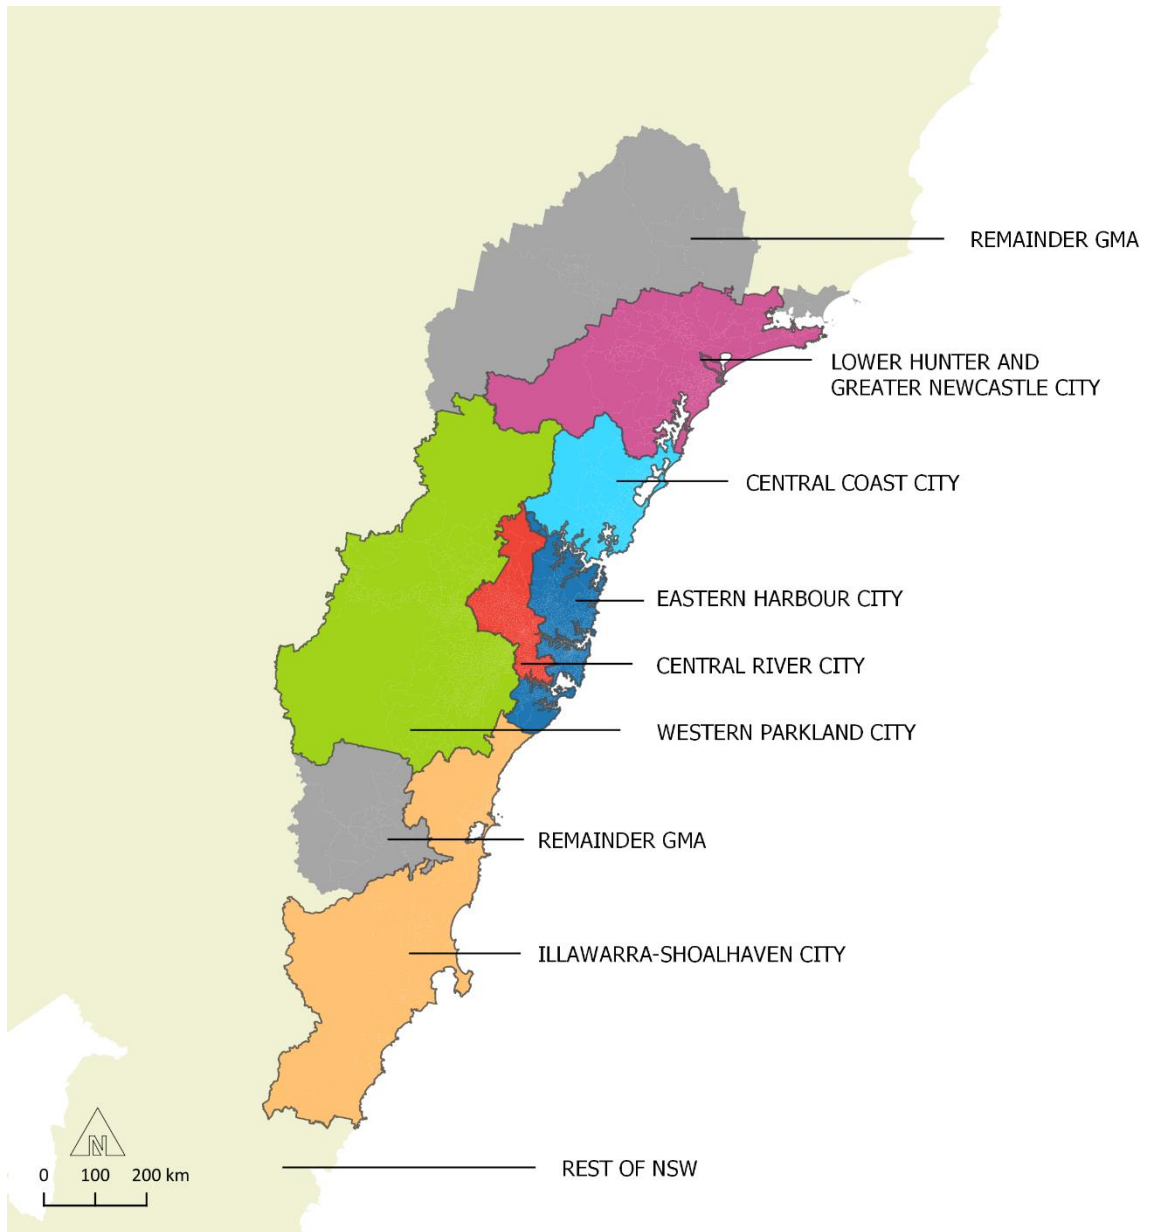 REMAINDER GMA
LOWER HUNTER AND
GREATER NEWCASTLE CITY
CENTRAL COAST CITY
EASTERN HARBOUR CITY
CENTRAL RIVER CITY
WESTERN PARKLAND CITY
REMAINDER GMA
ILLAWARRA-SHOALHAVEN CITY
N
0 100 200 km
REST OF NSW